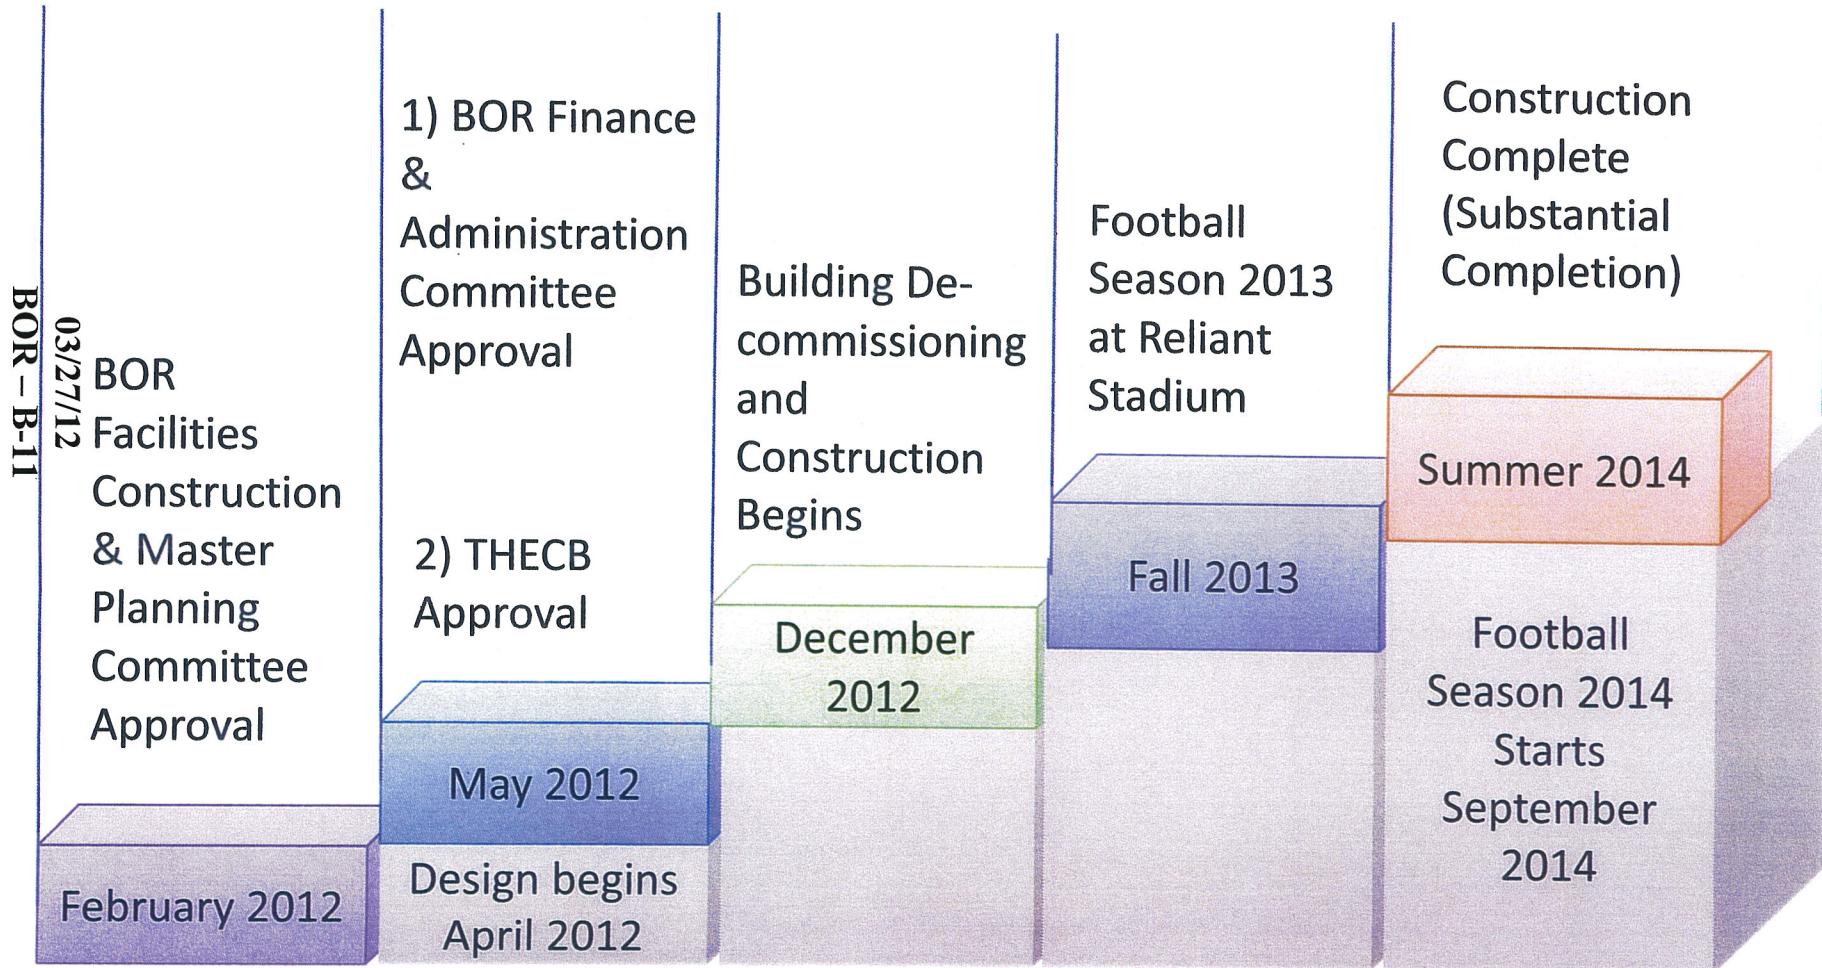 03/27/12
BOR – B-11
BOR
Facilities
Construction
& Master
Planning
Committee
Approval
February 2012
1) BOR Finance
&
Administration
Committee
Approval
2) THECB
Approval
May 2012
Design begins
April 2012
Building De-
commissioning
and
Construction
Begins
December
2012
Football
Season 2013
at Reliant
Stadium
Fall 2013
Construction
Complete
(Substantial
Completion)
Summer 2014
Football
Season 2014
Starts
September
2014